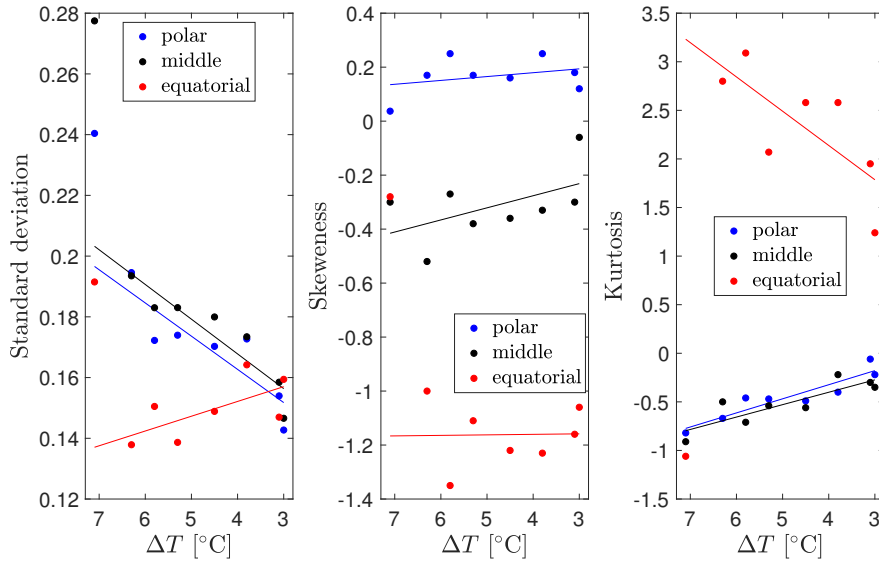 Standard deviation
0.28
0.26
0.24
0.22
0.2
0.18
0.16
0.14
0.12
7 6 5 4 3
ΔT [°C]
polar
middle
equatorial
Skeweness
0.4
0.2
0
-0.2
-0.4
-0.6
-0.8
-1
-1.2
-1.4
7 6 5 4 3
ΔT [°C]
polar
middle
equatorial
Kurtosis
3.5
3
2.5
2
1.5
1
0.5
0
-0.5
-1
-1.5
7 6 5 4 3
ΔT [°C]
polar
middle
equatorial